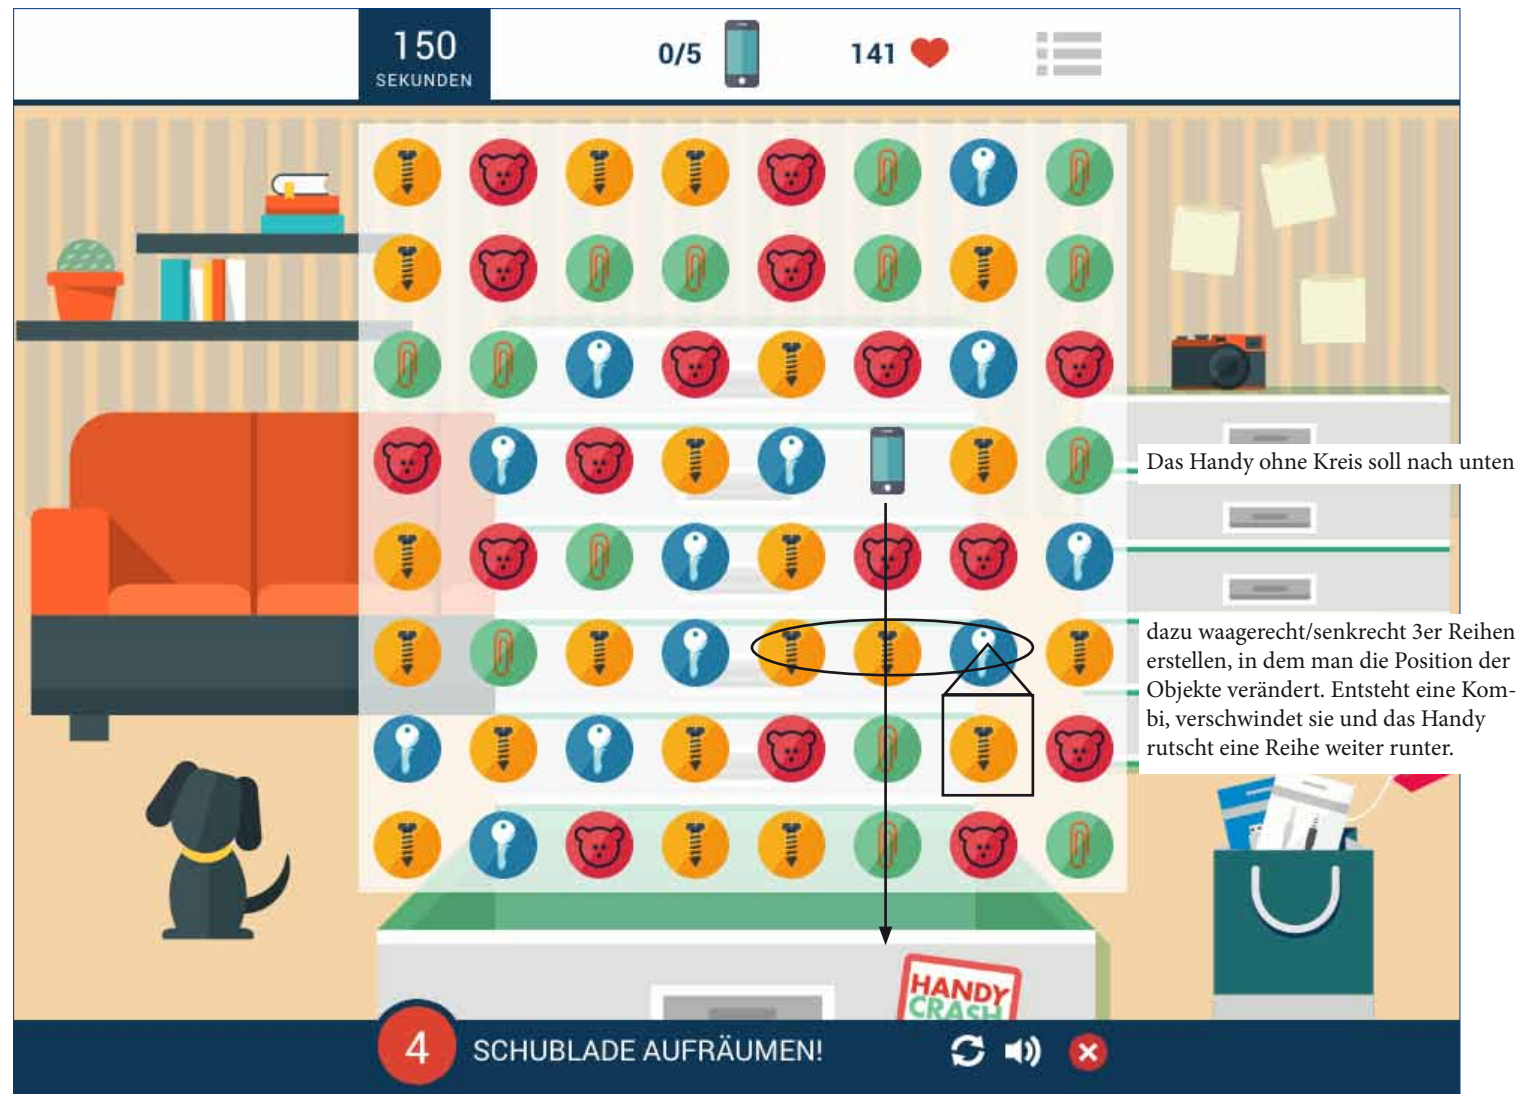 150
SEKUNDEN
0/5
141
Das Handy ohne Kreis soll nach unten
dazu waagerecht/senkrecht 3er Reihen
erstellen, in dem man die Position der
Objekte verändert. Entsteht eine Kom-
bi, verschwindet sie und das Handy
rutscht eine Reihe weiter runter.
HANDY
CRASH
4
SCHUBLADE AUFRÄUMEN!